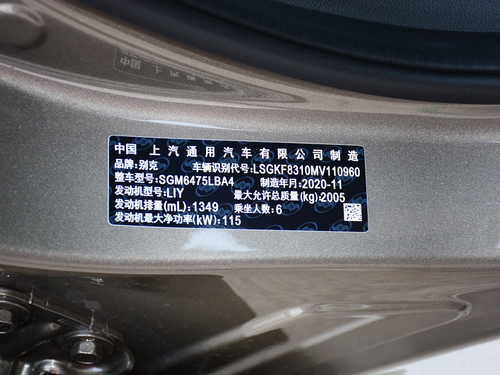 中国 上汽通用汽车有限公司制造
品牌:别克 车辆识别代号:LSGKF8310MV110960
整车型号:SGM6475LBA4 制造年月:2020-11
发动机型号:LIY 最大允许总质量(kg):2005
发动机排量(mL):1349 乘坐人数:6
发动机最大净功率(kW):115